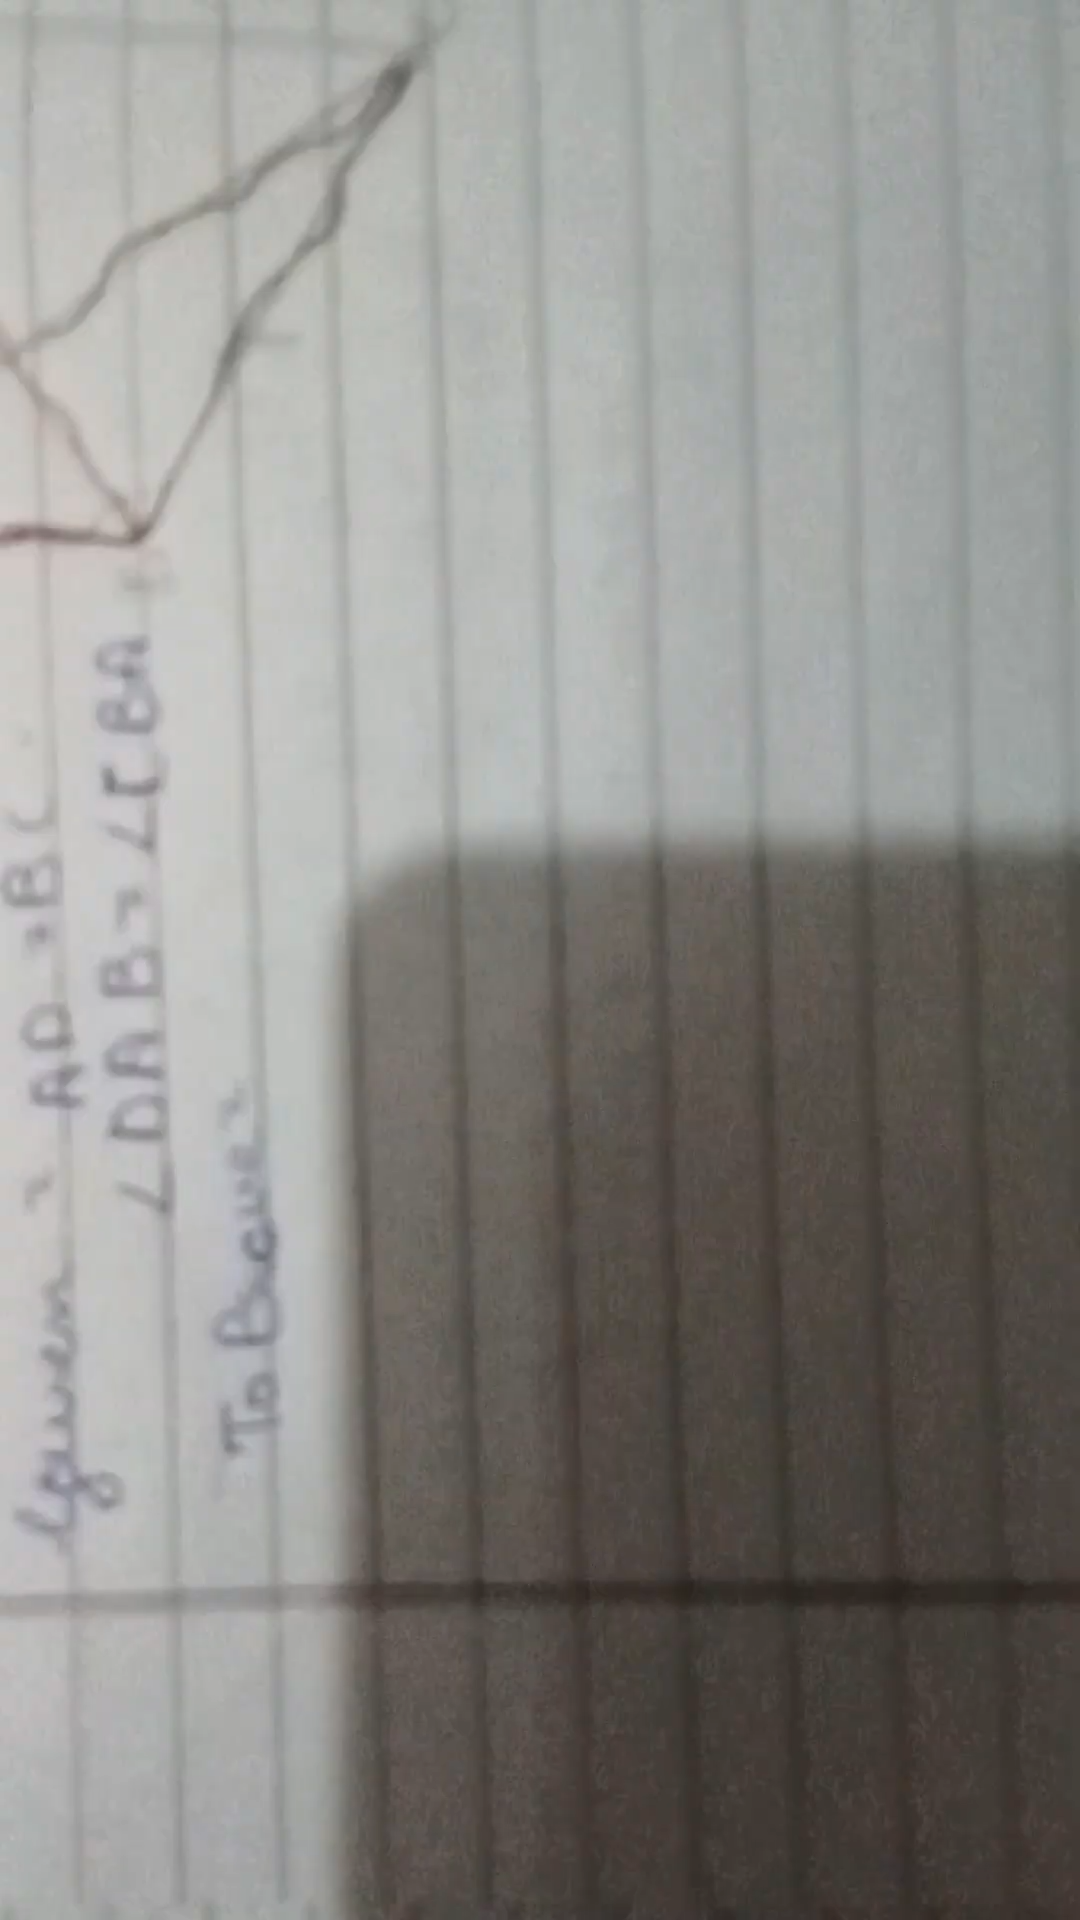 given = AD = BC
∠DAB = ∠CBA
To Prove =